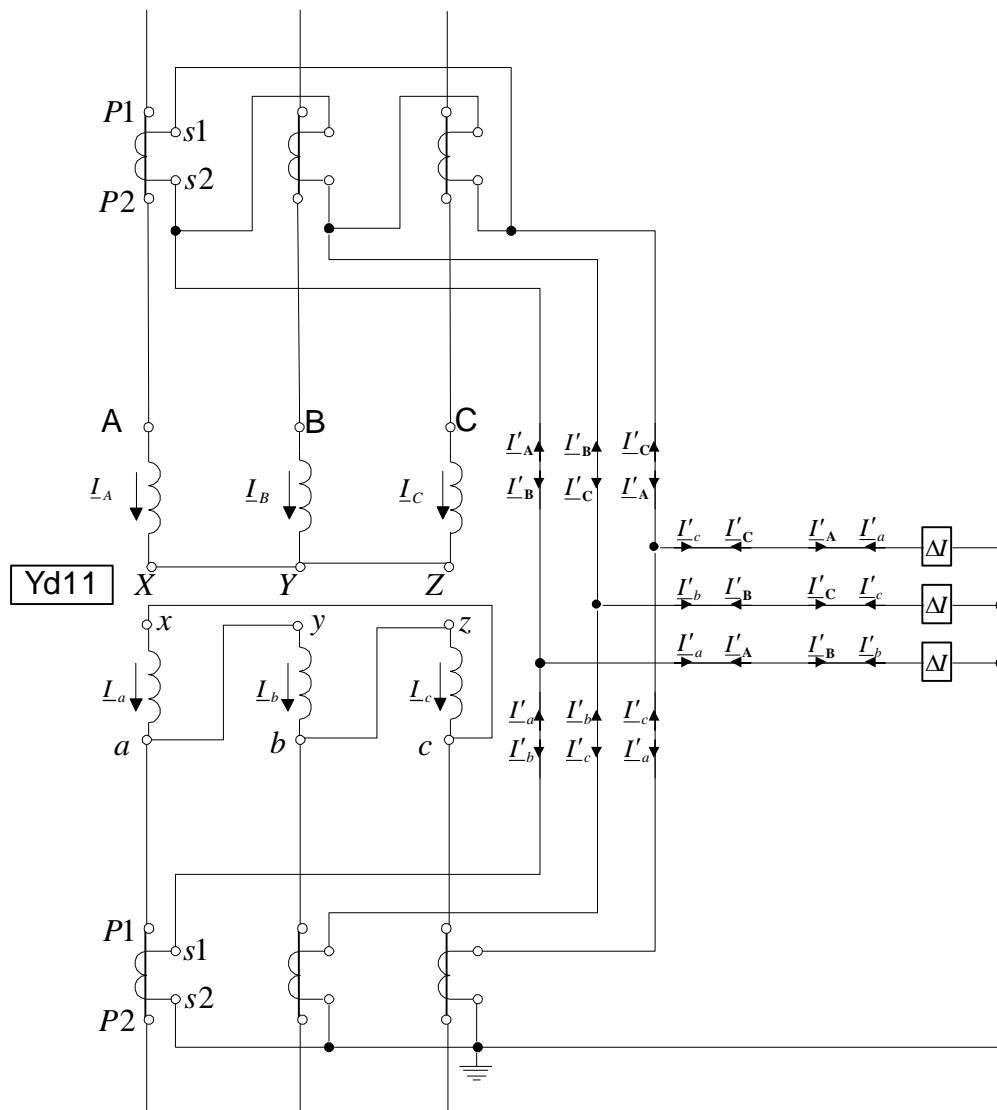 P1
s1
s2
P2
A B C
I_A I_B I_C
I'_A I'_B I'_C
I'_B I'_C I'_A
I'_c I'_C I'_A I'_a ΔI
Yd11
X Y Z
I'_b I'_B I'_C I'_c ΔI
x y z
I'_a I'_A I'_B I'_b ΔI
I_a I_b I_c
I'_a I'_b I'_c
a b c
I'_b I'_c I'_a
P1
s1
s2
P2